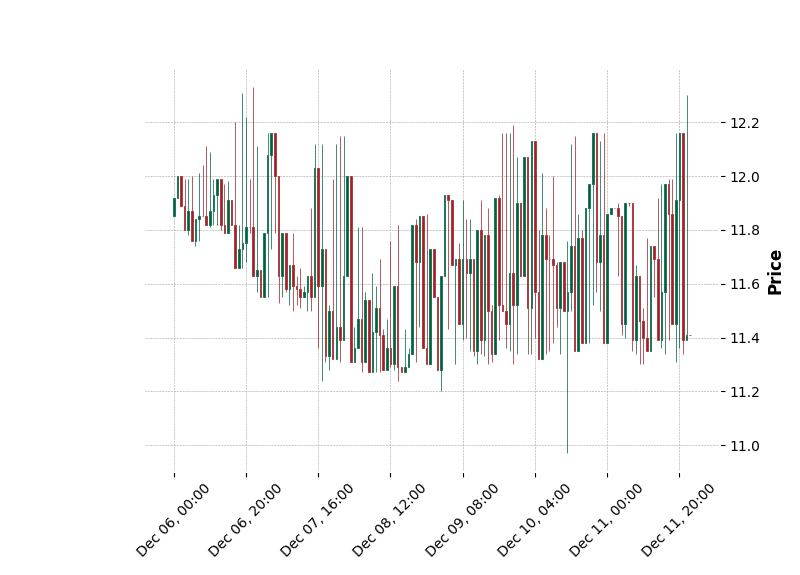 12.2
12.0
11.8
11.6
11.4
11.2
11.0
Price
Dec 06, 00:00
Dec 06, 20:00
Dec 07, 16:00
Dec 08, 12:00
Dec 09, 08:00
Dec 10, 04:00
Dec 11, 00:00
Dec 11, 20:00